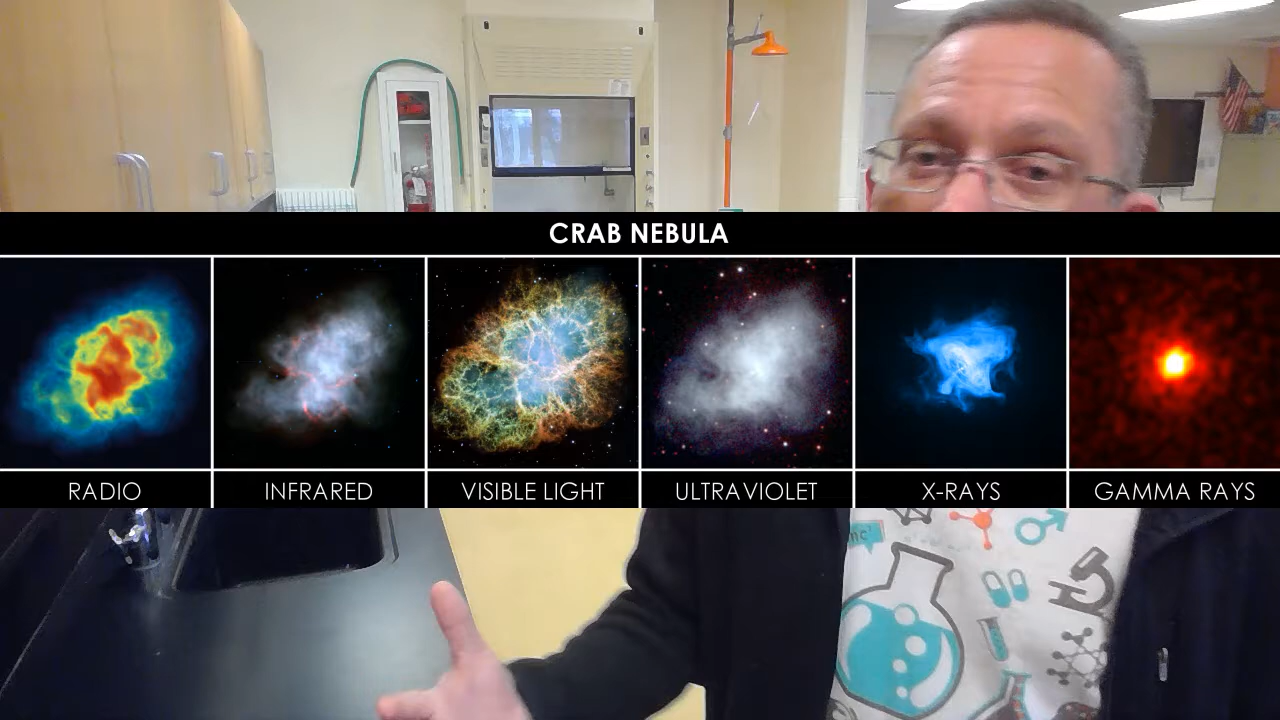 CRAB NEBULA
RADIO
INFRARED
VISIBLE LIGHT
ULTRAVIOLET
X-RAYS
GAMMA RAYS